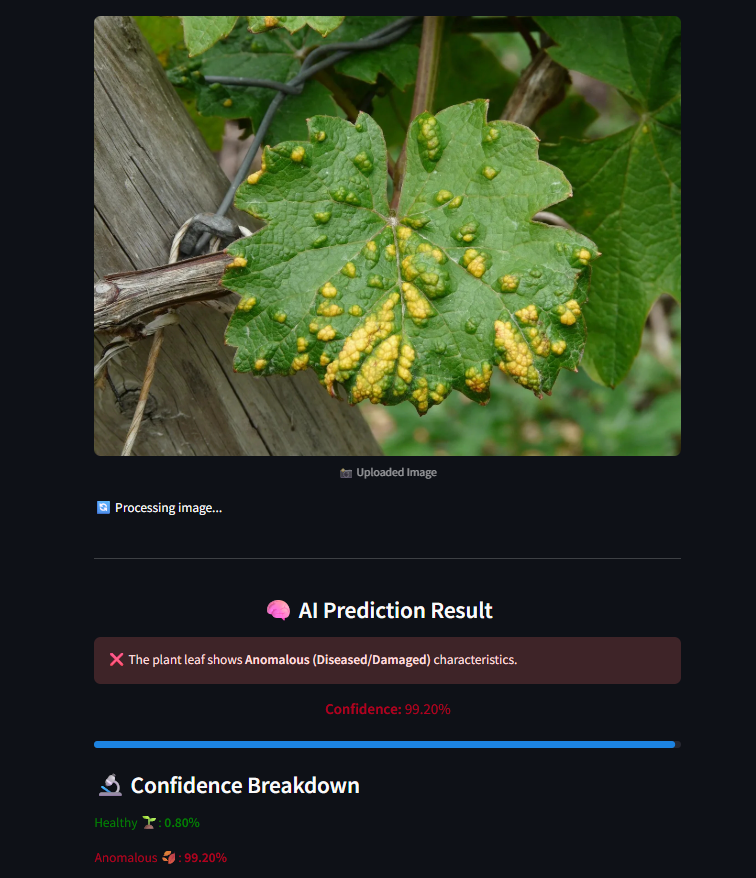 📷 Uploaded Image
🔄 Processing image...
🧠 AI Prediction Result
❌ The plant leaf shows Anomalous (Diseased/Damaged) characteristics.
Confidence: 99.20%
🔬 Confidence Breakdown
Healthy 🌱: 0.80%
Anomalous 🍂: 99.20%